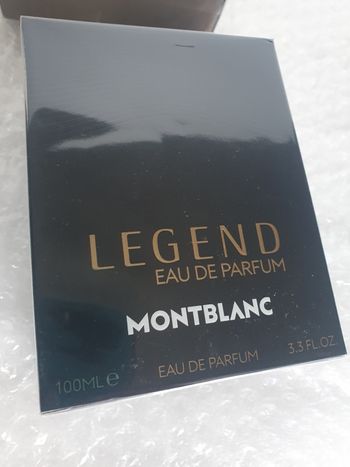 LEGEND
EAU DE PARFUM
MONTBLANC
100ML e EAU DE PARFUM 3.3 FL.OZ.